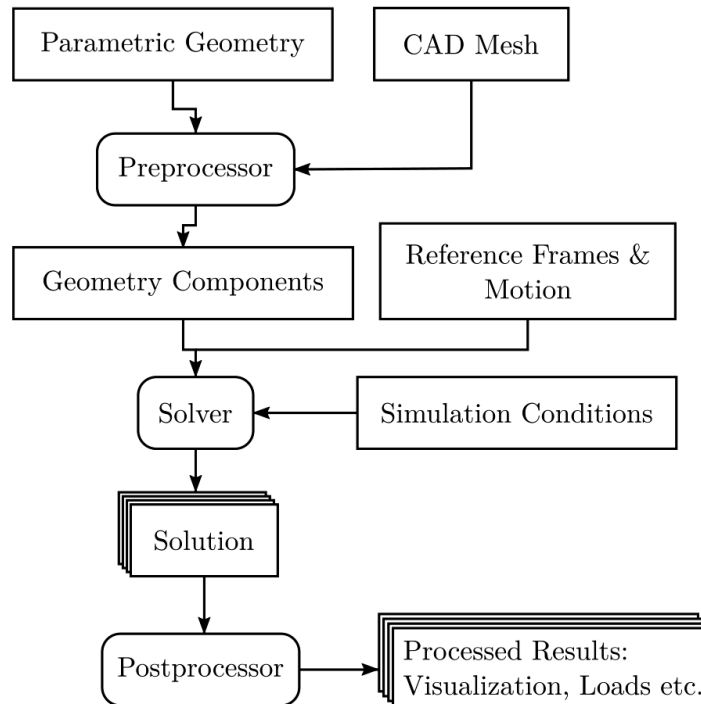 Parametric Geometry
CAD Mesh
Preprocessor
Geometry Components
Reference Frames &
Motion
Solver
Simulation Conditions
Solution
Postprocessor
Processed Results:
Visualization, Loads etc.